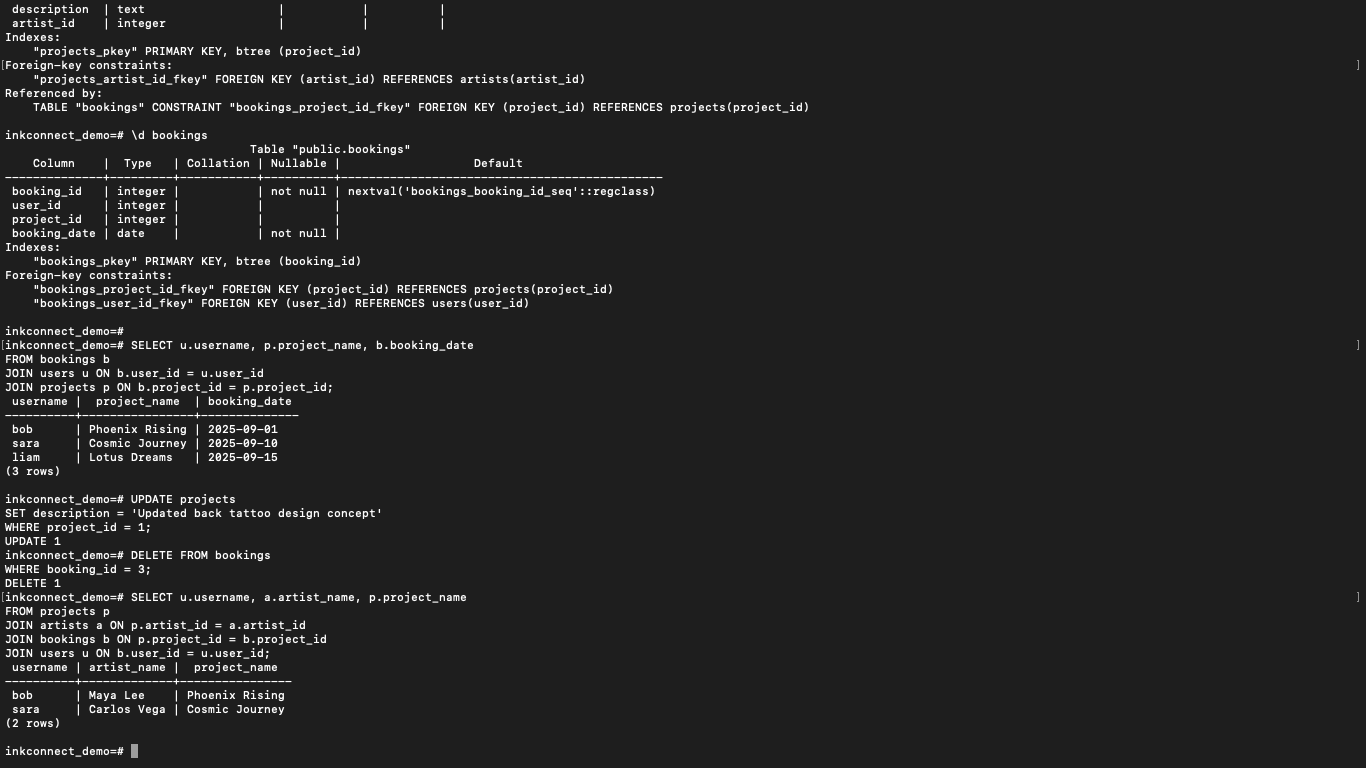 description  | text                    |           |          |
 artist_id    | integer                 |           |          |
Indexes:
    "projects_pkey" PRIMARY KEY, btree (project_id)
[Foreign-key constraints: ]
    "projects_artist_id_fkey" FOREIGN KEY (artist_id) REFERENCES artists(artist_id)
Referenced by:
    TABLE "bookings" CONSTRAINT "bookings_project_id_fkey" FOREIGN KEY (project_id) REFERENCES projects(project_id)
inkconnect_demo=# \d bookings
                                   Table "public.bookings"
    Column    |  Type   | Collation | Nullable |                   Default
--------------+---------+-----------+----------+----------------------------------------------
 booking_id   | integer |           | not null | nextval('bookings_booking_id_seq'::regclass)
 user_id      | integer |           |          |
 project_id   | integer |           |          |
 booking_date | date    |           | not null |
Indexes:
    "bookings_pkey" PRIMARY KEY, btree (booking_id)
Foreign-key constraints:
    "bookings_project_id_fkey" FOREIGN KEY (project_id) REFERENCES projects(project_id)
    "bookings_user_id_fkey" FOREIGN KEY (user_id) REFERENCES users(user_id)
inkconnect_demo=#
[inkconnect_demo=# SELECT u.username, p.project_name, b.booking_date ]
FROM bookings b
JOIN users u ON b.user_id = u.user_id
JOIN projects p ON b.project_id = p.project_id;
 username |  project_name  | booking_date
----------+----------------+--------------
 bob      | Phoenix Rising | 2025-09-01
 sara     | Cosmic Journey | 2025-09-10
 liam     | Lotus Dreams   | 2025-09-15
(3 rows)
inkconnect_demo=# UPDATE projects
SET description = 'Updated back tattoo design concept'
WHERE project_id = 1;
UPDATE 1
inkconnect_demo=# DELETE FROM bookings
WHERE booking_id = 3;
DELETE 1
[inkconnect_demo=# SELECT u.username, a.artist_name, p.project_name ]
FROM projects p
JOIN artists a ON p.artist_id = a.artist_id
JOIN bookings b ON p.project_id = b.project_id
JOIN users u ON b.user_id = u.user_id;
 username | artist_name |  project_name
----------+-------------+----------------
 bob      | Maya Lee    | Phoenix Rising
 sara     | Carlos Vega | Cosmic Journey
(2 rows)
inkconnect_demo=#